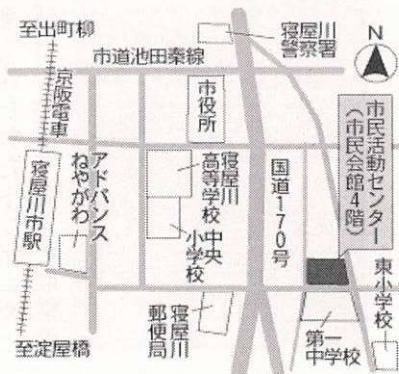 至出町柳
市道池田秦線
寝屋川
警察署
N
京阪電車
市役所
市民活動センター
(市民会館4階)
アドバンス
ねやがわ
寝屋川
高等学校
国道170号
寝屋川市駅
中央
小学校
東小学校
寝屋川
郵便局
第一
中学校
至淀屋橋